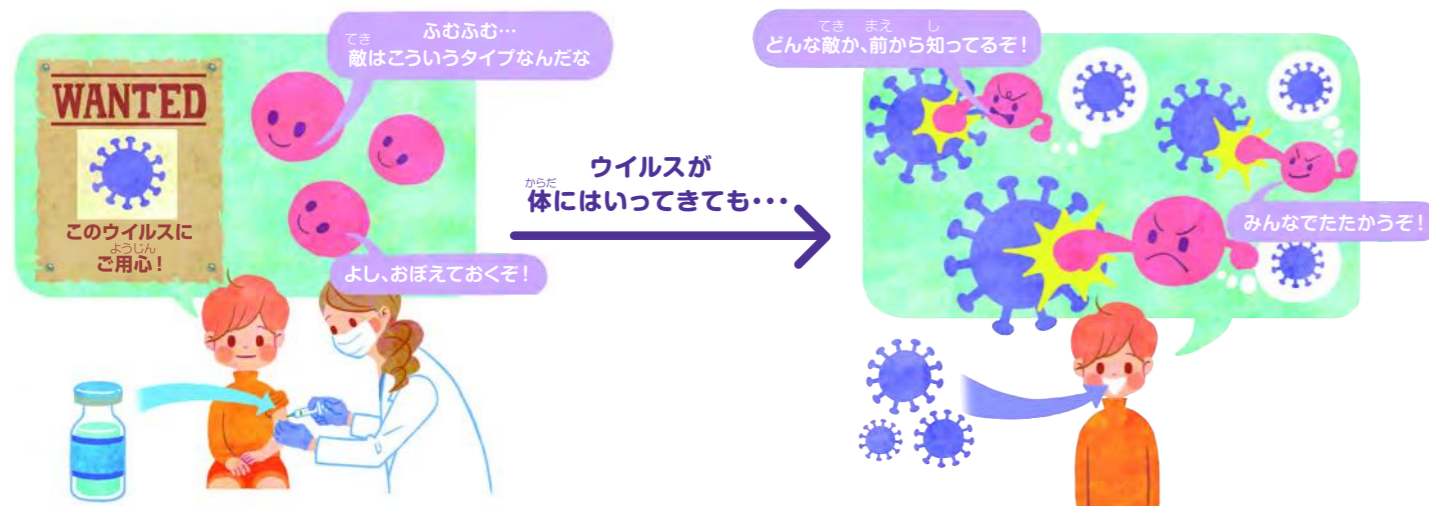 ふむふむ…
敵はこういうタイプなんだな
てき
WANTED
このウイルスに
ご用心!
ようじん
よし、おぼえておくぞ!
ウイルスが
体にはいってきても・・・
からだ
どんな敵か、前から知ってるぞ!
てき まえ し
みんなでたたかうぞ!